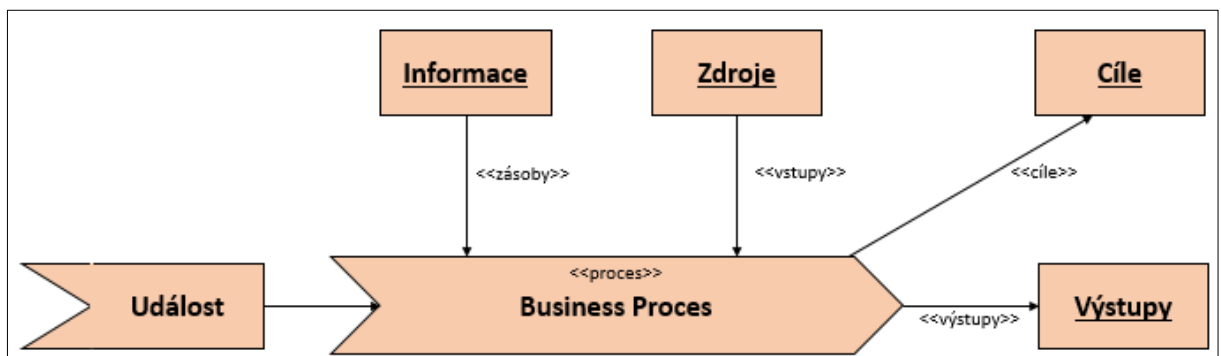 Informace
Zdroje
Cíle
<<zásoby>>
<<vstupy>>
<<cíle>>
Událost
<<proces>>
Business Proces
<<výstupy>>
Výstupy